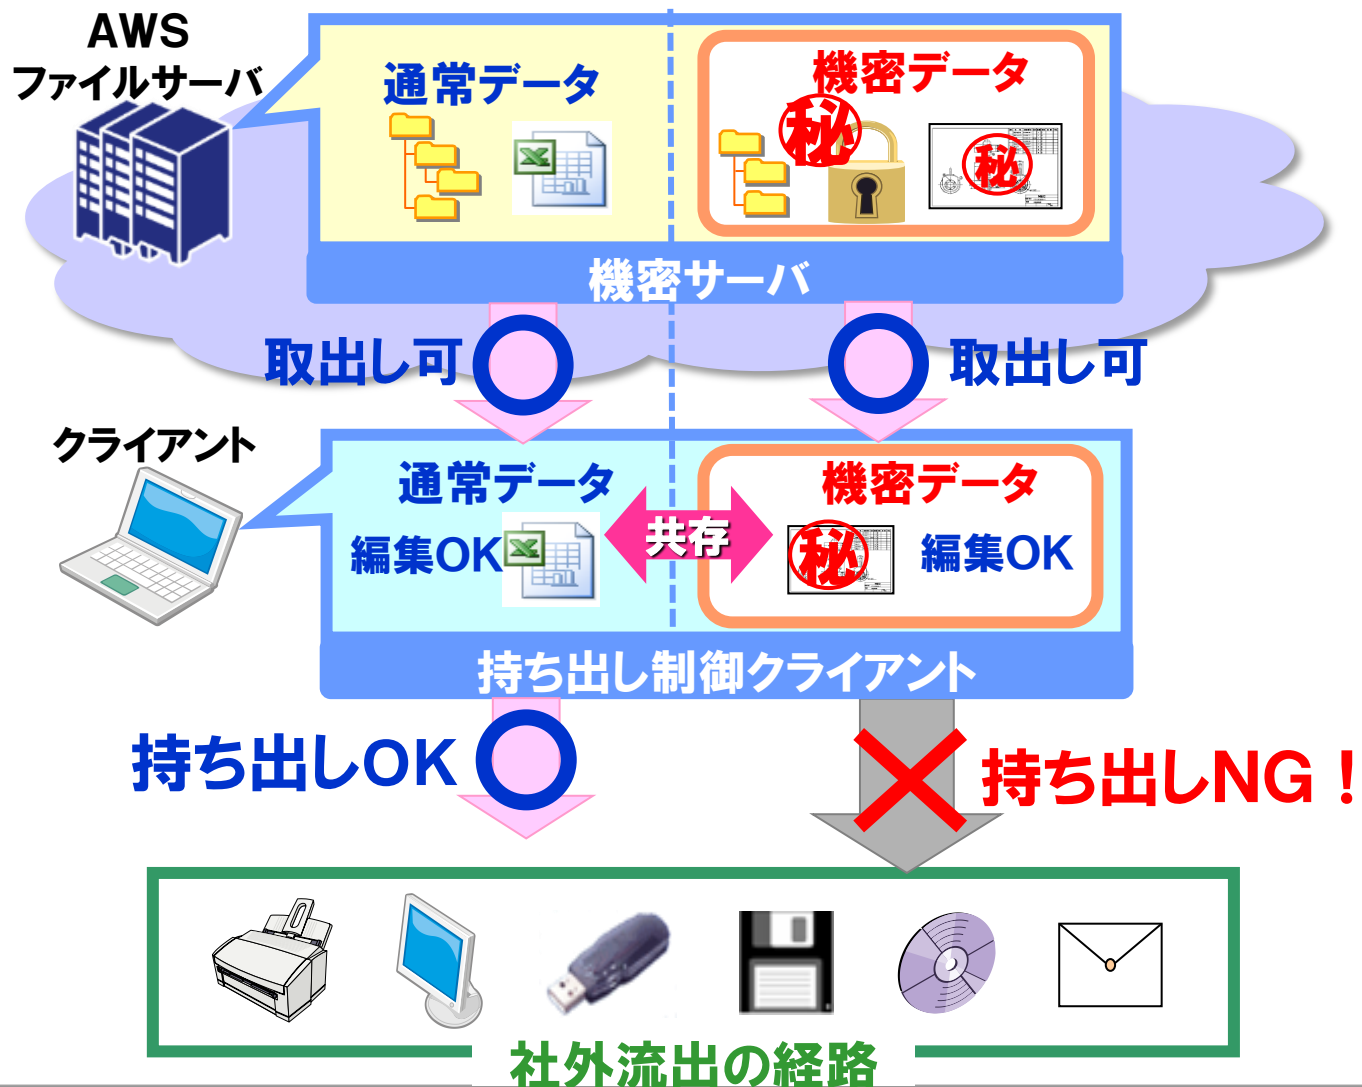 AWS
ファイルサーバ
通常データ
機密データ
秘
秘
機密サーバ
取出し可
取出し可
クライアント
通常データ
機密データ
編集OK
共存
秘
編集OK
持ち出し制御クライアント
持ち出しOK
持ち出しNG！
社外流出の経路